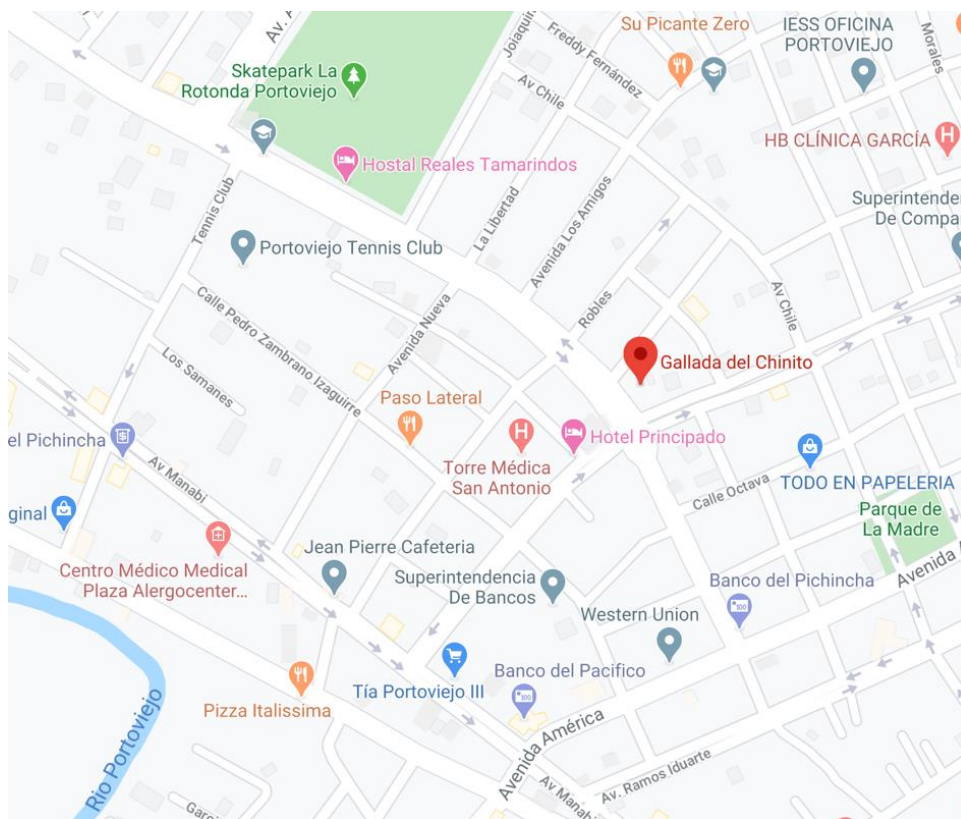 Av. A
Joiaquin
Freddy Fernández
Su Picante Zero
IESS OFICINA
PORTOVIEJO
Morales
Skatepark La
Rotonda Portoviejo
Av Chile
HB CLÍNICA GARCÍA
Hostal Reales Tamarindos
Tennis Club
La Libertad
Avenida Los Amigos
Superintenden
De Compa
Portoviejo Tennis Club
Calle Pedro Zambrano Izaguirre
Avenida Nueva
Robles
Av Chile
Los Samanes
Gallada del Chinito
Paso Lateral
el Pichincha
Hotel Principado
Torre Médica
San Antonio
Av Manabi
TODO EN PAPELERIA
Calle Octava
ginal
Parque de
La Madre
Jean Pierre Cafeteria
Centro Médico Medical
Plaza Alergocenter...
Superintendencia
De Bancos
Banco del Pichincha
Avenida A
Western Union
Banco del Pacifico
Tía Portoviejo III
Pizza Italissima
Rio Portoviejo
Avenida América
Av. Ramos Iduarte
Av Manabi
Garc